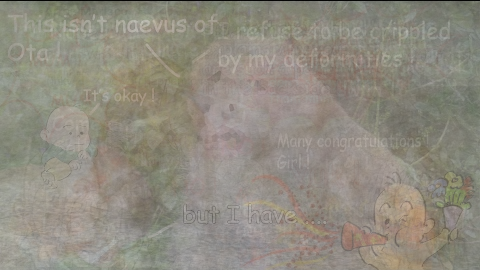 This isn't naevus of
Ota !
I refuse to be crippled
by my deformities
It's okay !
Many congratulations
Girl !
but I have